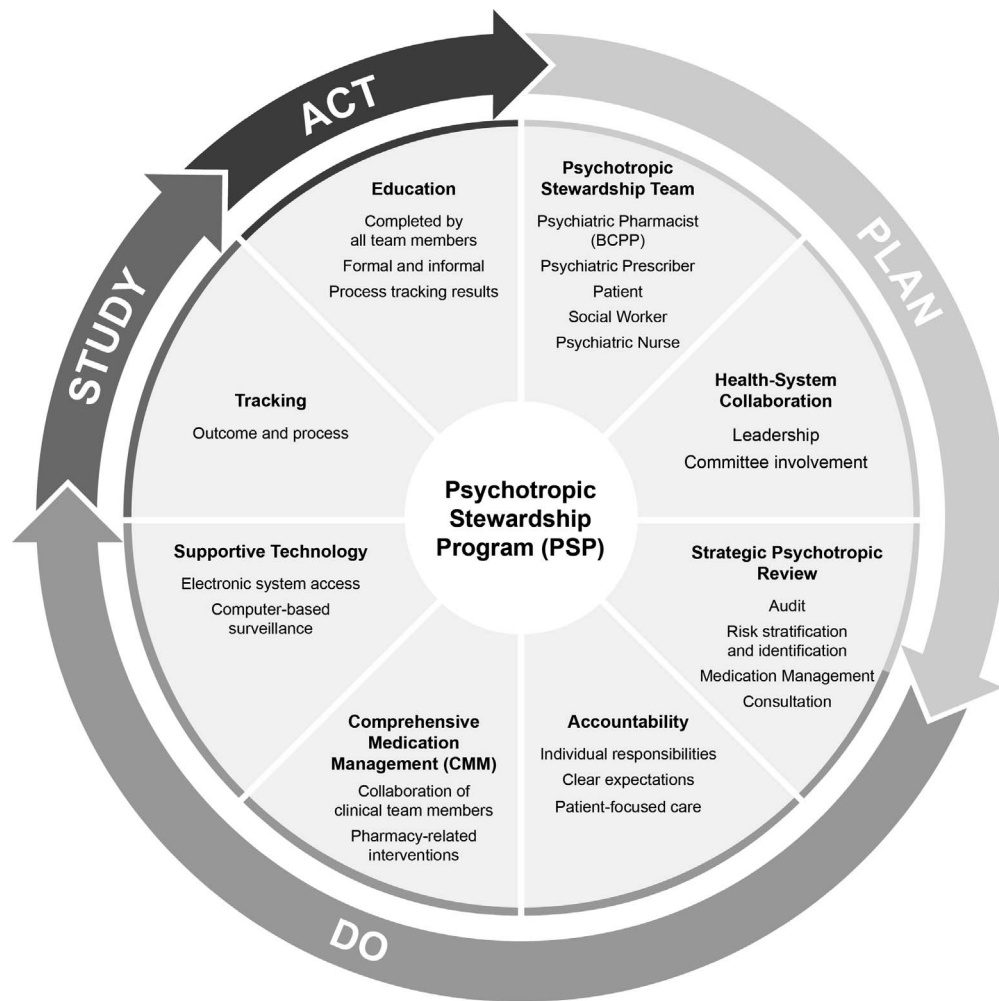 ACT
PLAN
DO
STUDY
Psychotropic
Stewardship
Program (PSP)
Psychotropic
Stewardship Team
Psychiatric Pharmacist
(BCPP)
Psychiatric Prescriber
Patient
Social Worker
Psychiatric Nurse
Health-System
Collaboration
Leadership
Committee involvement
Strategic Psychotropic
Review
Audit
Risk stratification
and identification
Medication Management
Consultation
Accountability
Individual responsibilities
Clear expectations
Patient-focused care
Comprehensive
Medication
Management (CMM)
Collaboration of
clinical team members
Pharmacy-related
interventions
Supportive Technology
Electronic system access
Computer-based
surveillance
Tracking
Outcome and process
Education
Completed by
all team members
Formal and informal
Process tracking results